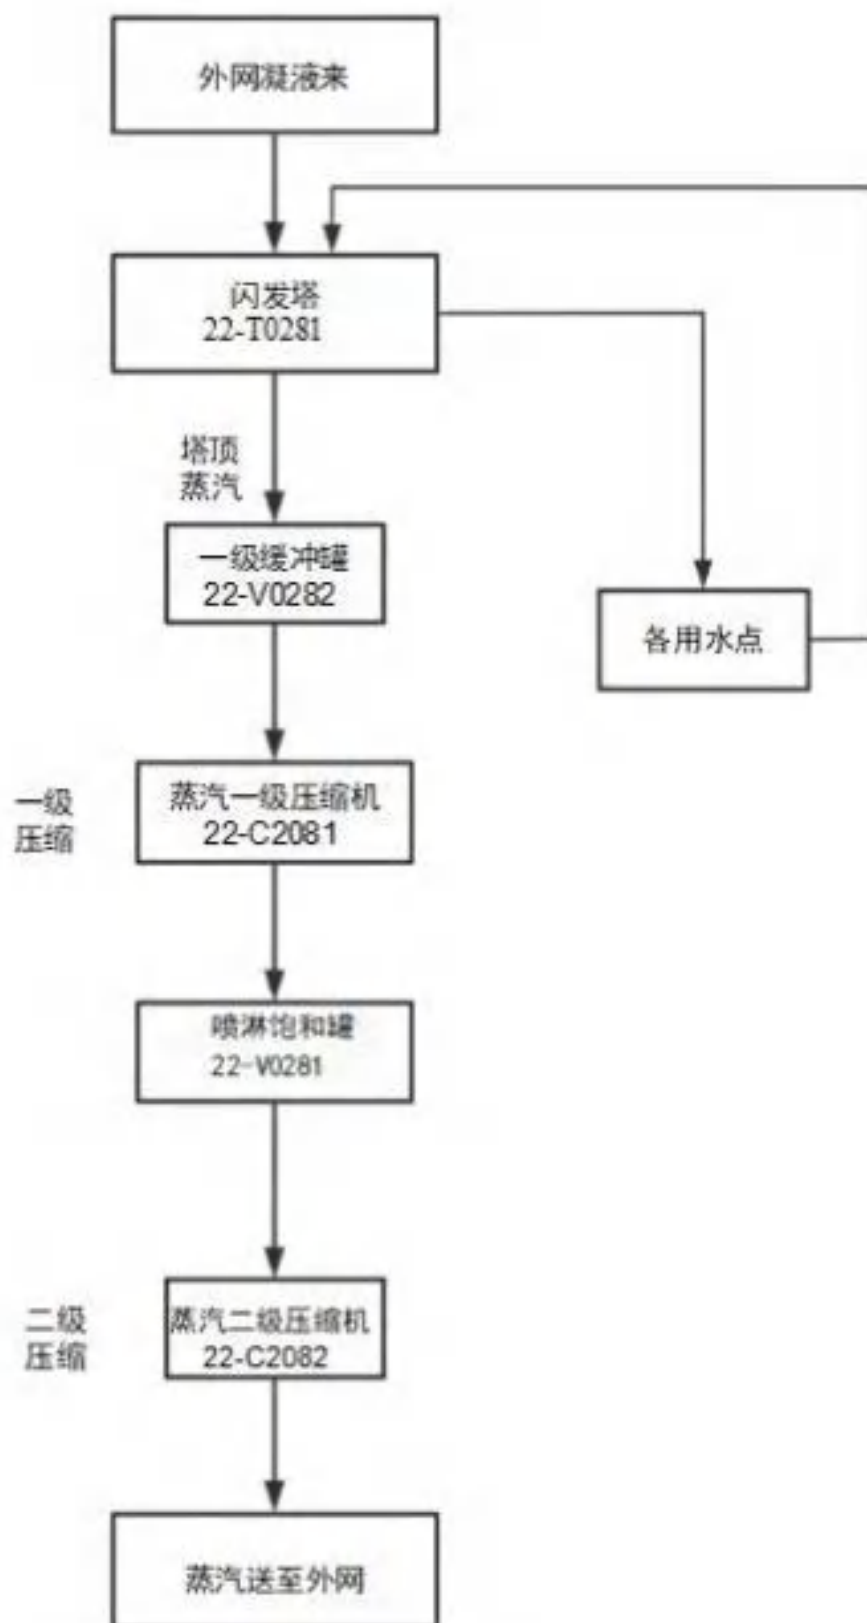 外网凝液来
闪发塔
22-T0281
塔顶
蒸汽
一级缓冲罐
22-V0282
各用水点
一级
压缩
蒸汽一级压缩机
22-C2081
喷淋饱和罐
22-V0281
二级
压缩
蒸汽二级压缩机
22-C2082
蒸汽送至外网